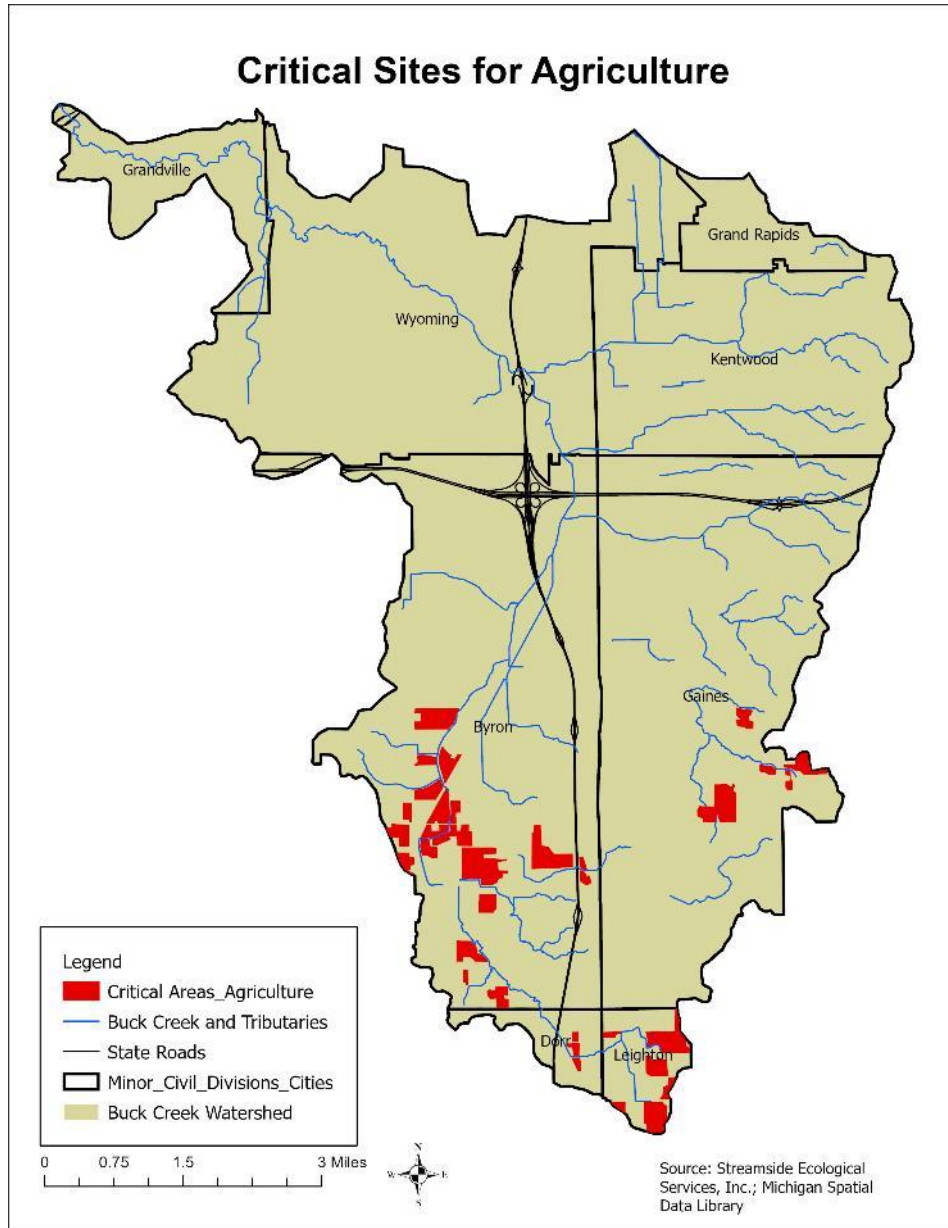 Critical Sites for Agriculture
Grandville
Grand Rapids
Wyoming
Kentwood
Gaines
Byron
Dorr
Leighton
Legend
Critical Areas_Agriculture
Buck Creek and Tributaries
State Roads
Minor_Civil_Divisions_Cities
Buck Creek Watershed
0 0.75 1.5 3 Miles
N
W E
S
Source: Streamside Ecological
Services, Inc.; Michigan Spatial
Data Library